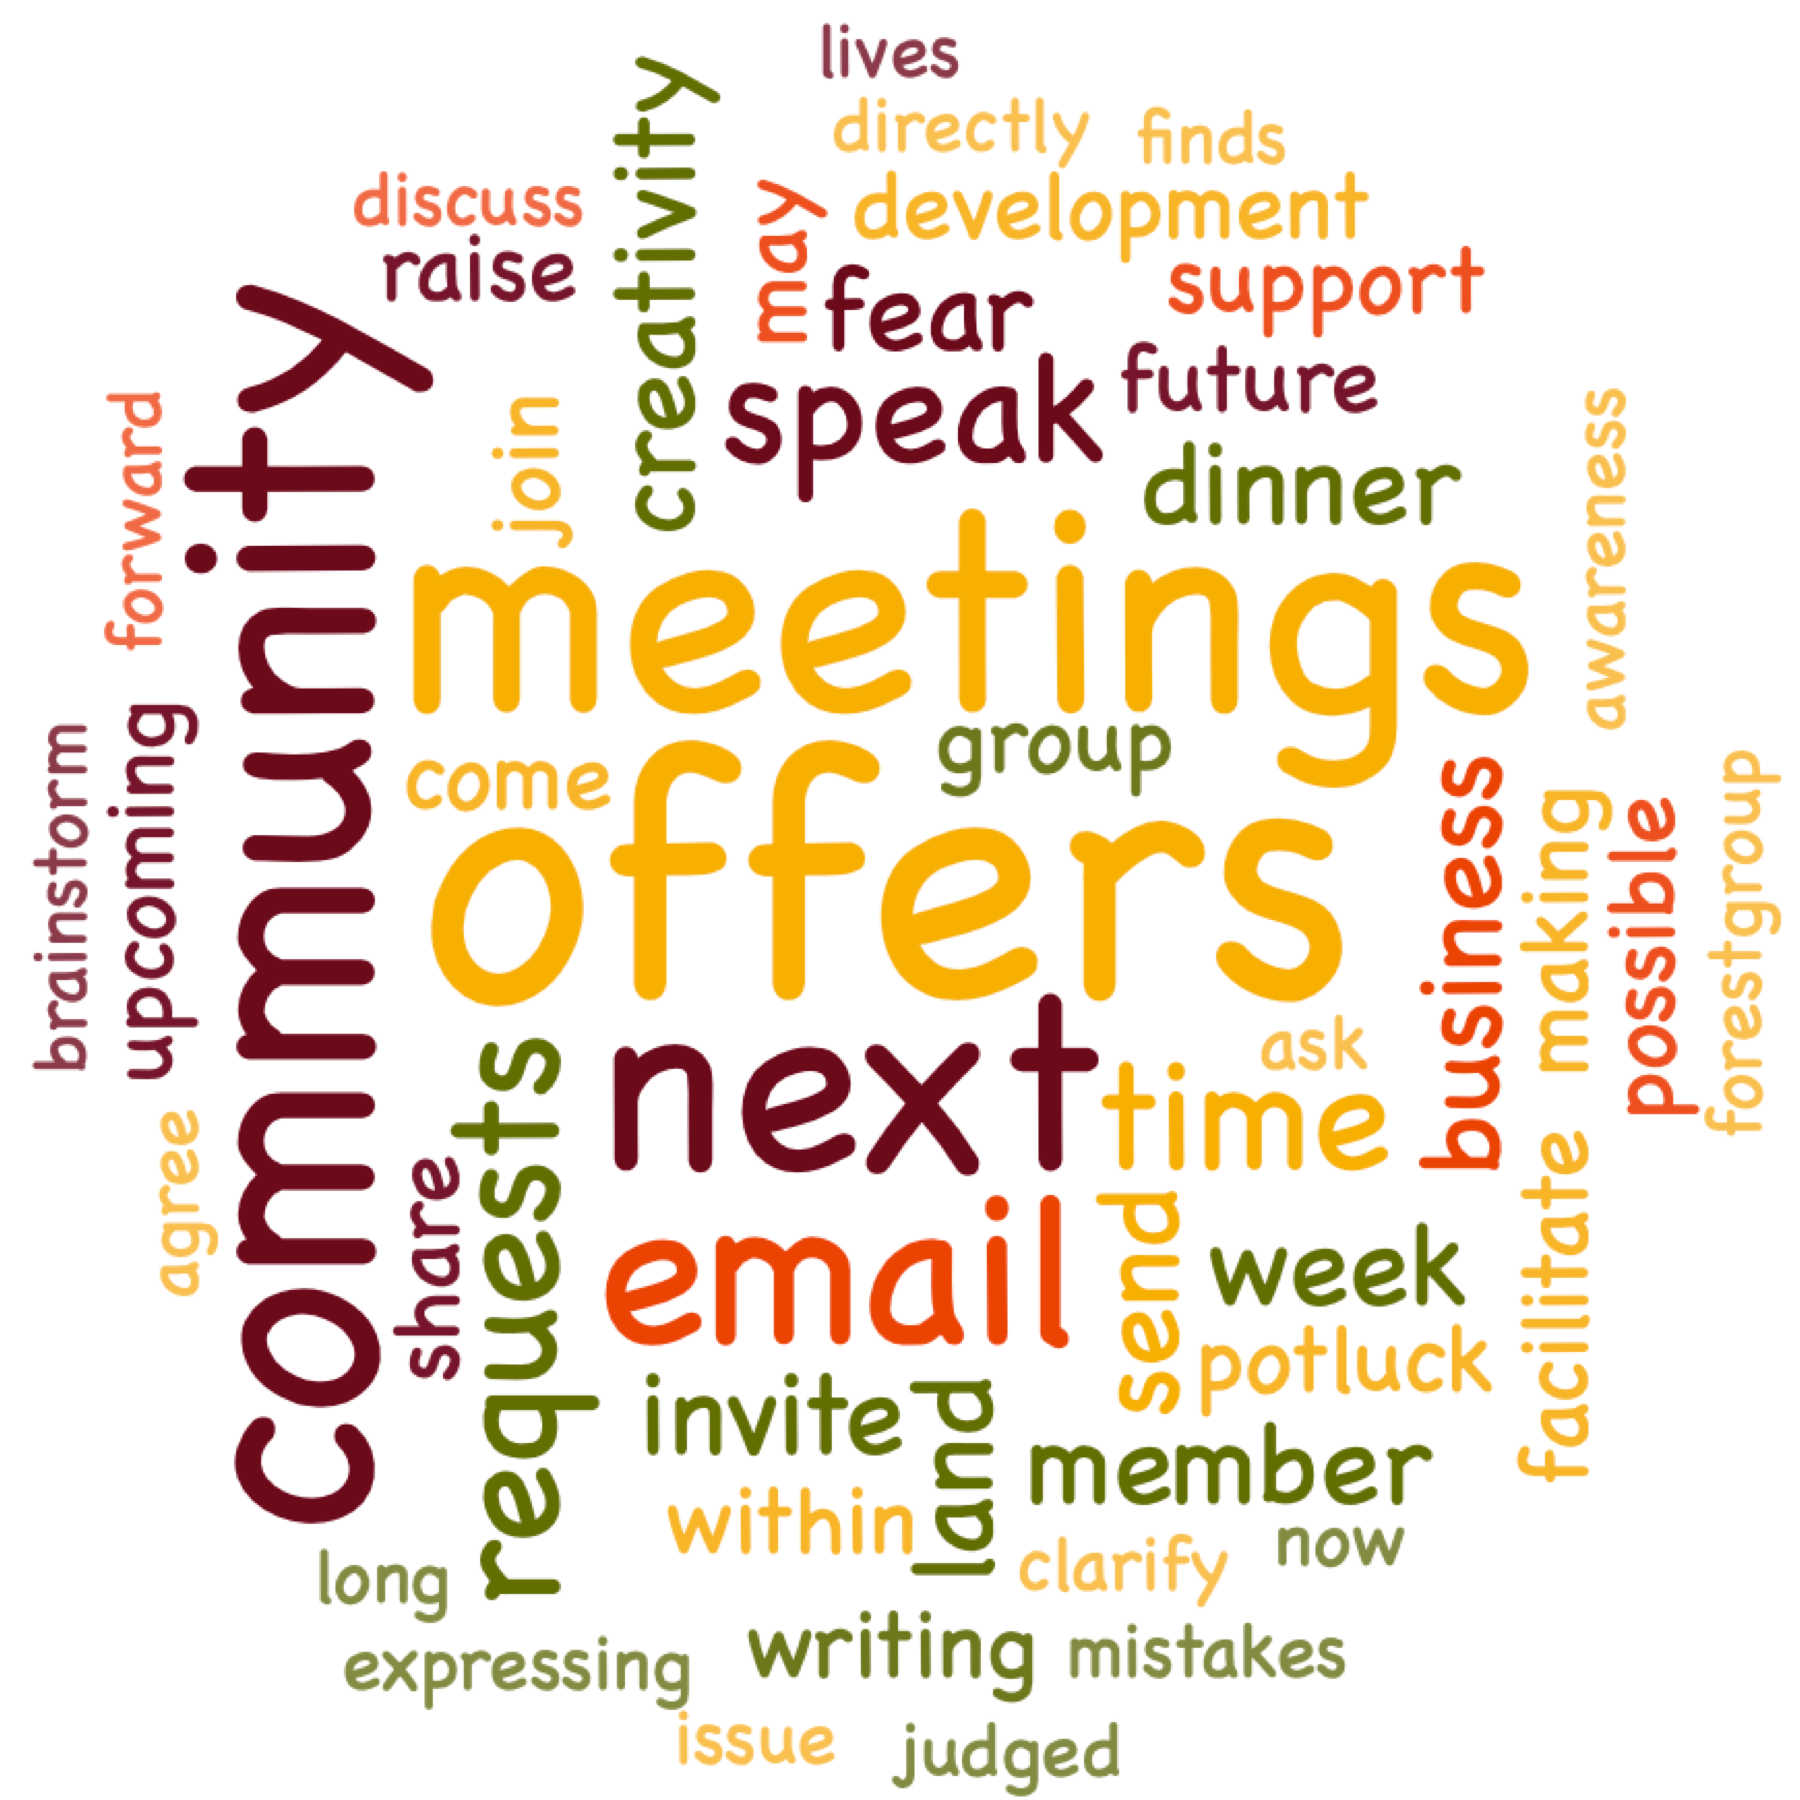 lives
directly
finds
creativity
discuss
may
development
raise
fear
support
community
speak
future
forward
join
dinner
awareness
meetings
group
come
offers
brainstorm
upcoming
business
making
possible
forestgroup
next
ask
time
requests
agree
share
email
send
week
facilitate
potluck
invite
land
member
within
clarify
now
long
writing
mistakes
expressing
issue
judged